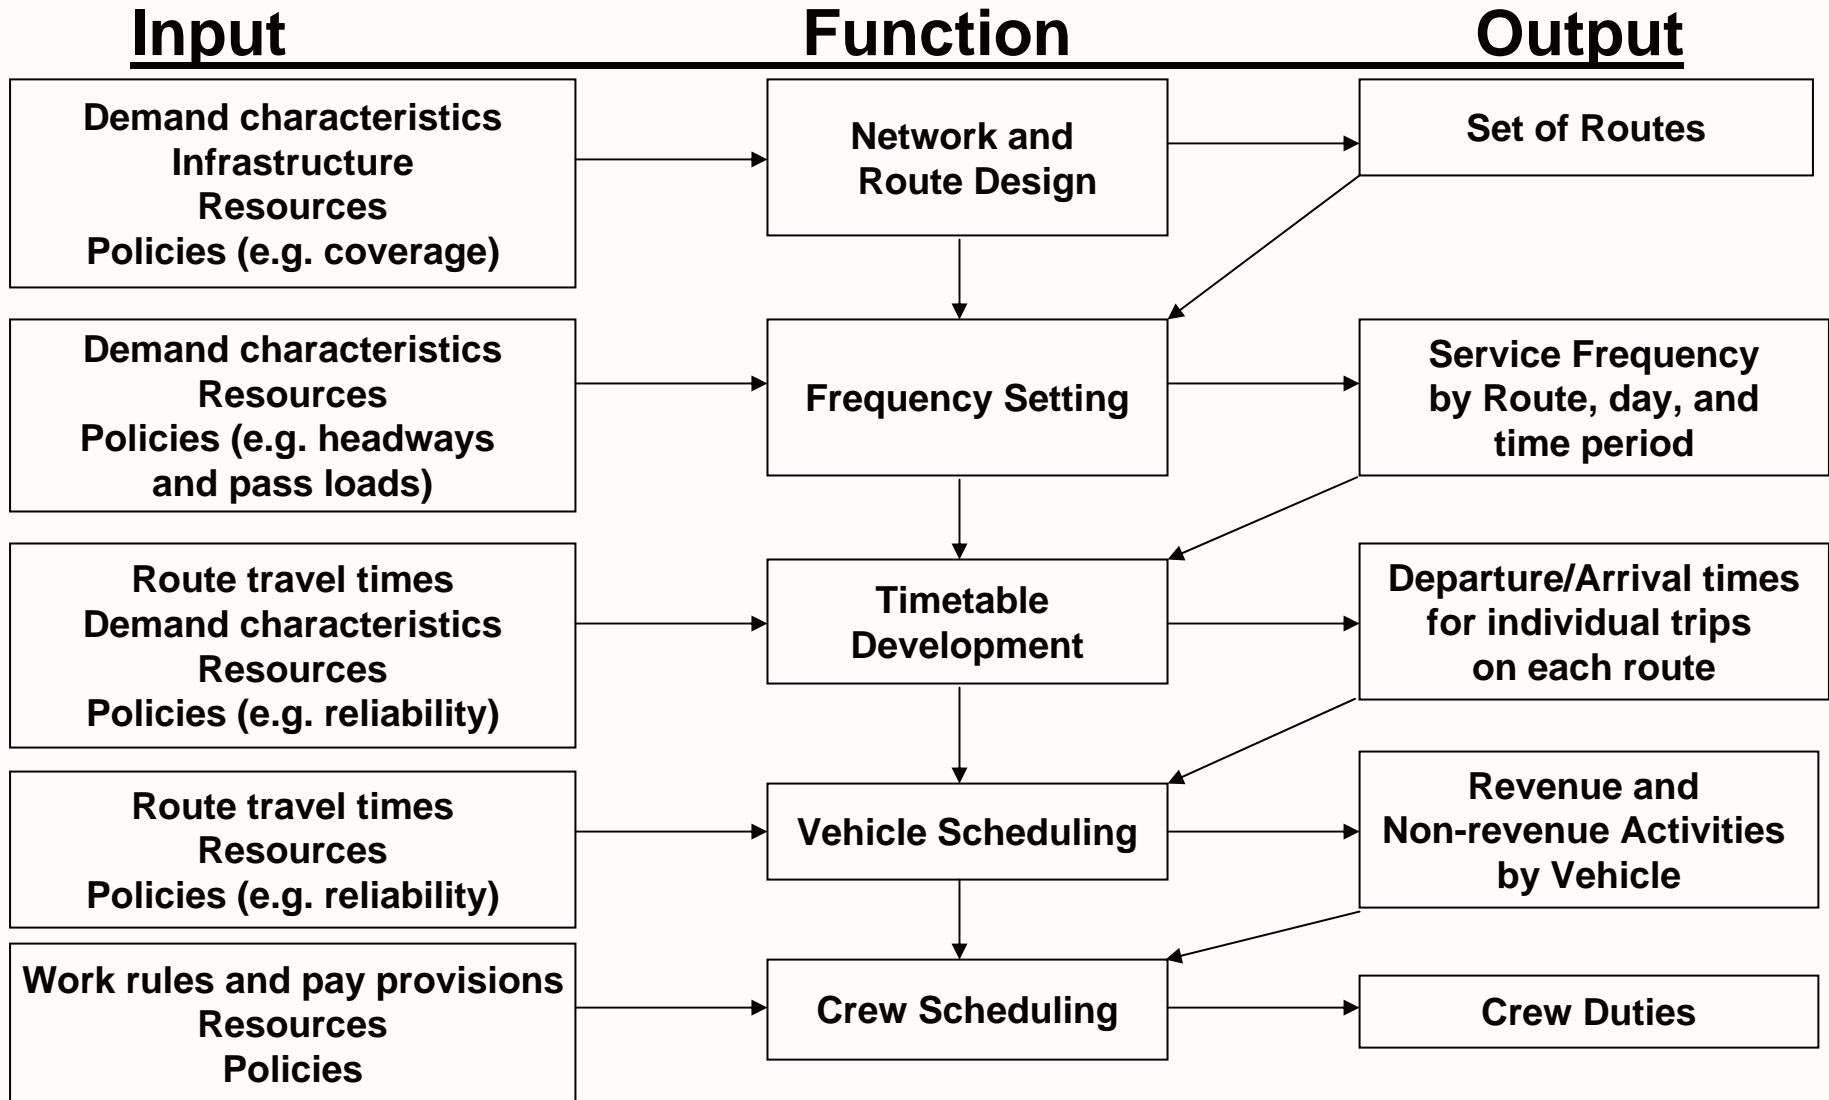 Input
Function
Output
Demand characteristics
Infrastructure
Resources
Policies (e.g. coverage)
Network and
Route Design
Set of Routes
Demand characteristics
Resources
Policies (e.g. headways
and pass loads)
Frequency Setting
Service Frequency
by Route, day, and
time period
Route travel times
Demand characteristics
Resources
Policies (e.g. reliability)
Timetable
Development
Departure/Arrival times
for individual trips
on each route
Route travel times
Resources
Policies (e.g. reliability)
Vehicle Scheduling
Revenue and
Non-revenue Activities
by Vehicle
Work rules and pay provisions
Resources
Policies
Crew Scheduling
Crew Duties